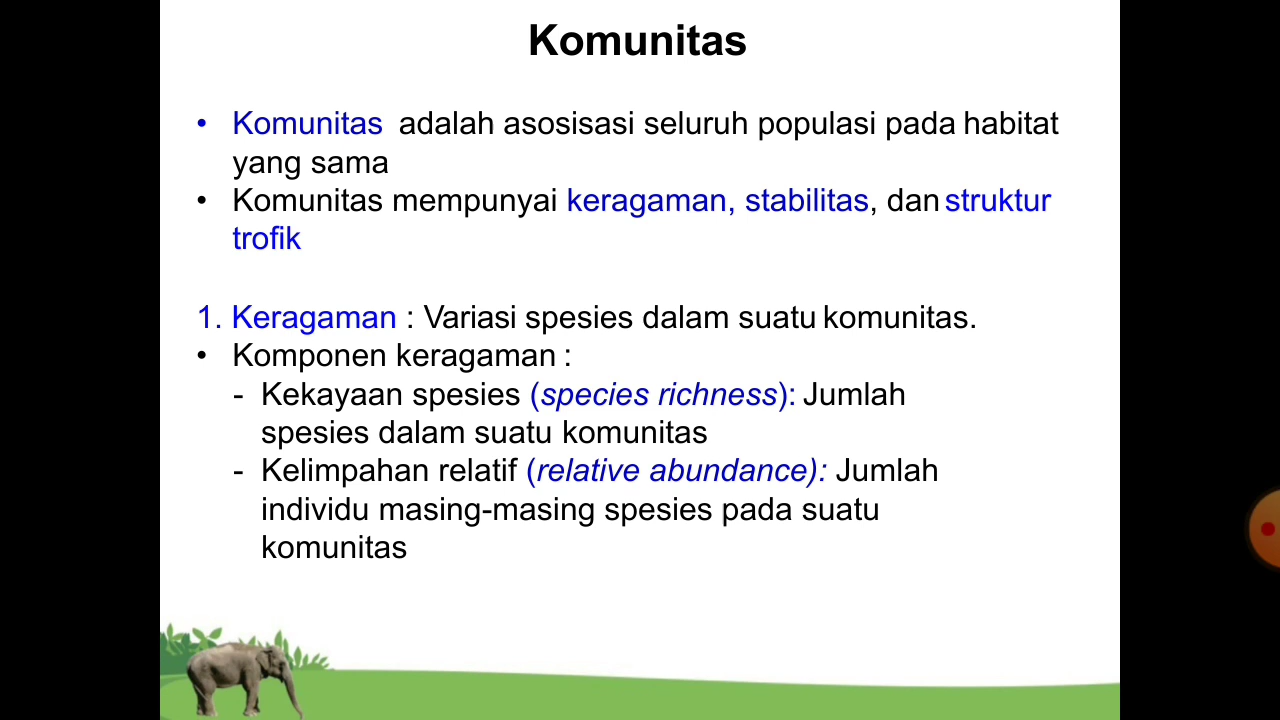 Komunitas
• Komunitas adalah asosisasi seluruh populasi pada habitat
yang sama
• Komunitas mempunyai keragaman, stabilitas, dan struktur
trofik
1. Keragaman : Variasi spesies dalam suatu komunitas.
• Komponen keragaman :
- Kekayaan spesies (species richness): Jumlah
spesies dalam suatu komunitas
- Kelimpahan relatif (relative abundance): Jumlah
individu masing-masing spesies pada suatu
komunitas